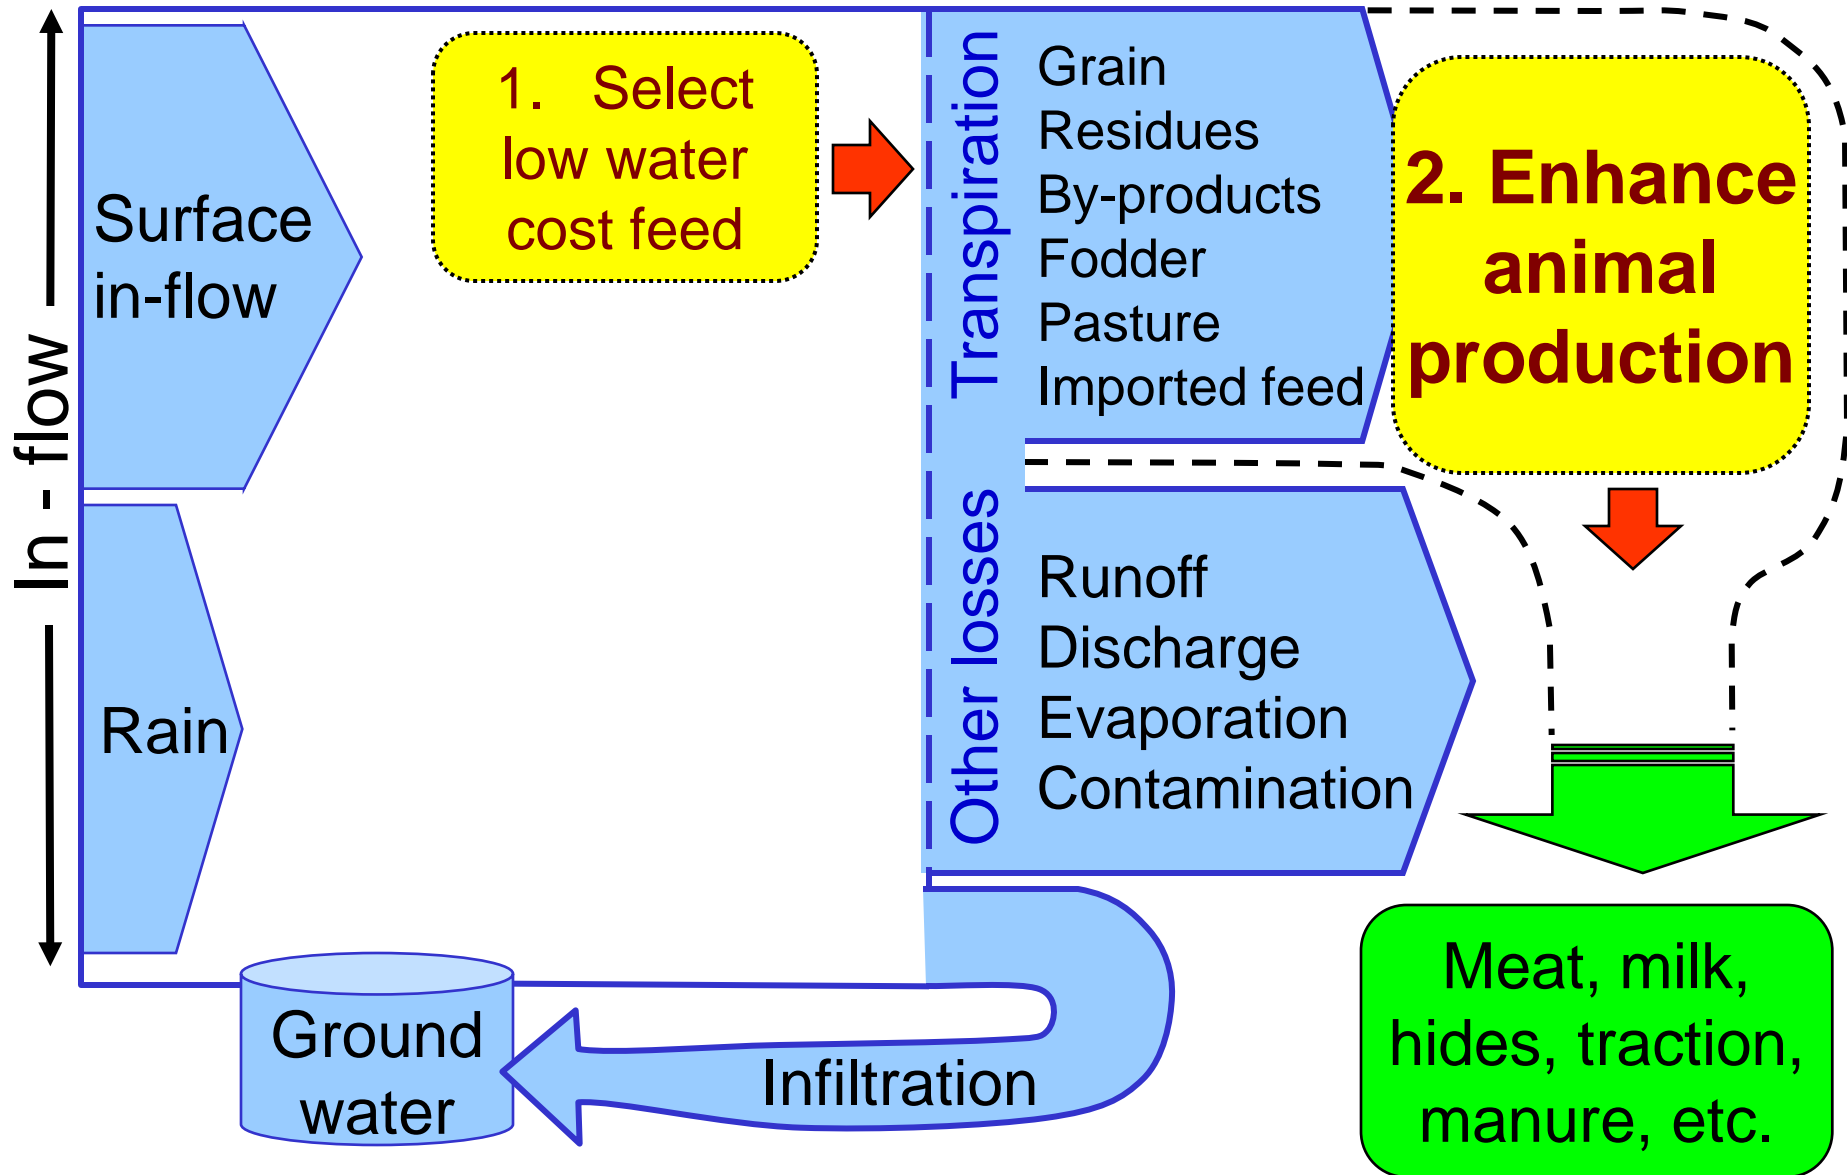 In - flow
Surface
in-flow
Rain
1. Select
low water
cost feed
Transpiration
Grain
Residues
By-products
Fodder
Pasture
Imported feed
2. Enhance
animal
production
Other losses
Runoff
Discharge
Evaporation
Contamination
Ground
water
Infiltration
Meat, milk,
hides, traction,
manure, etc.